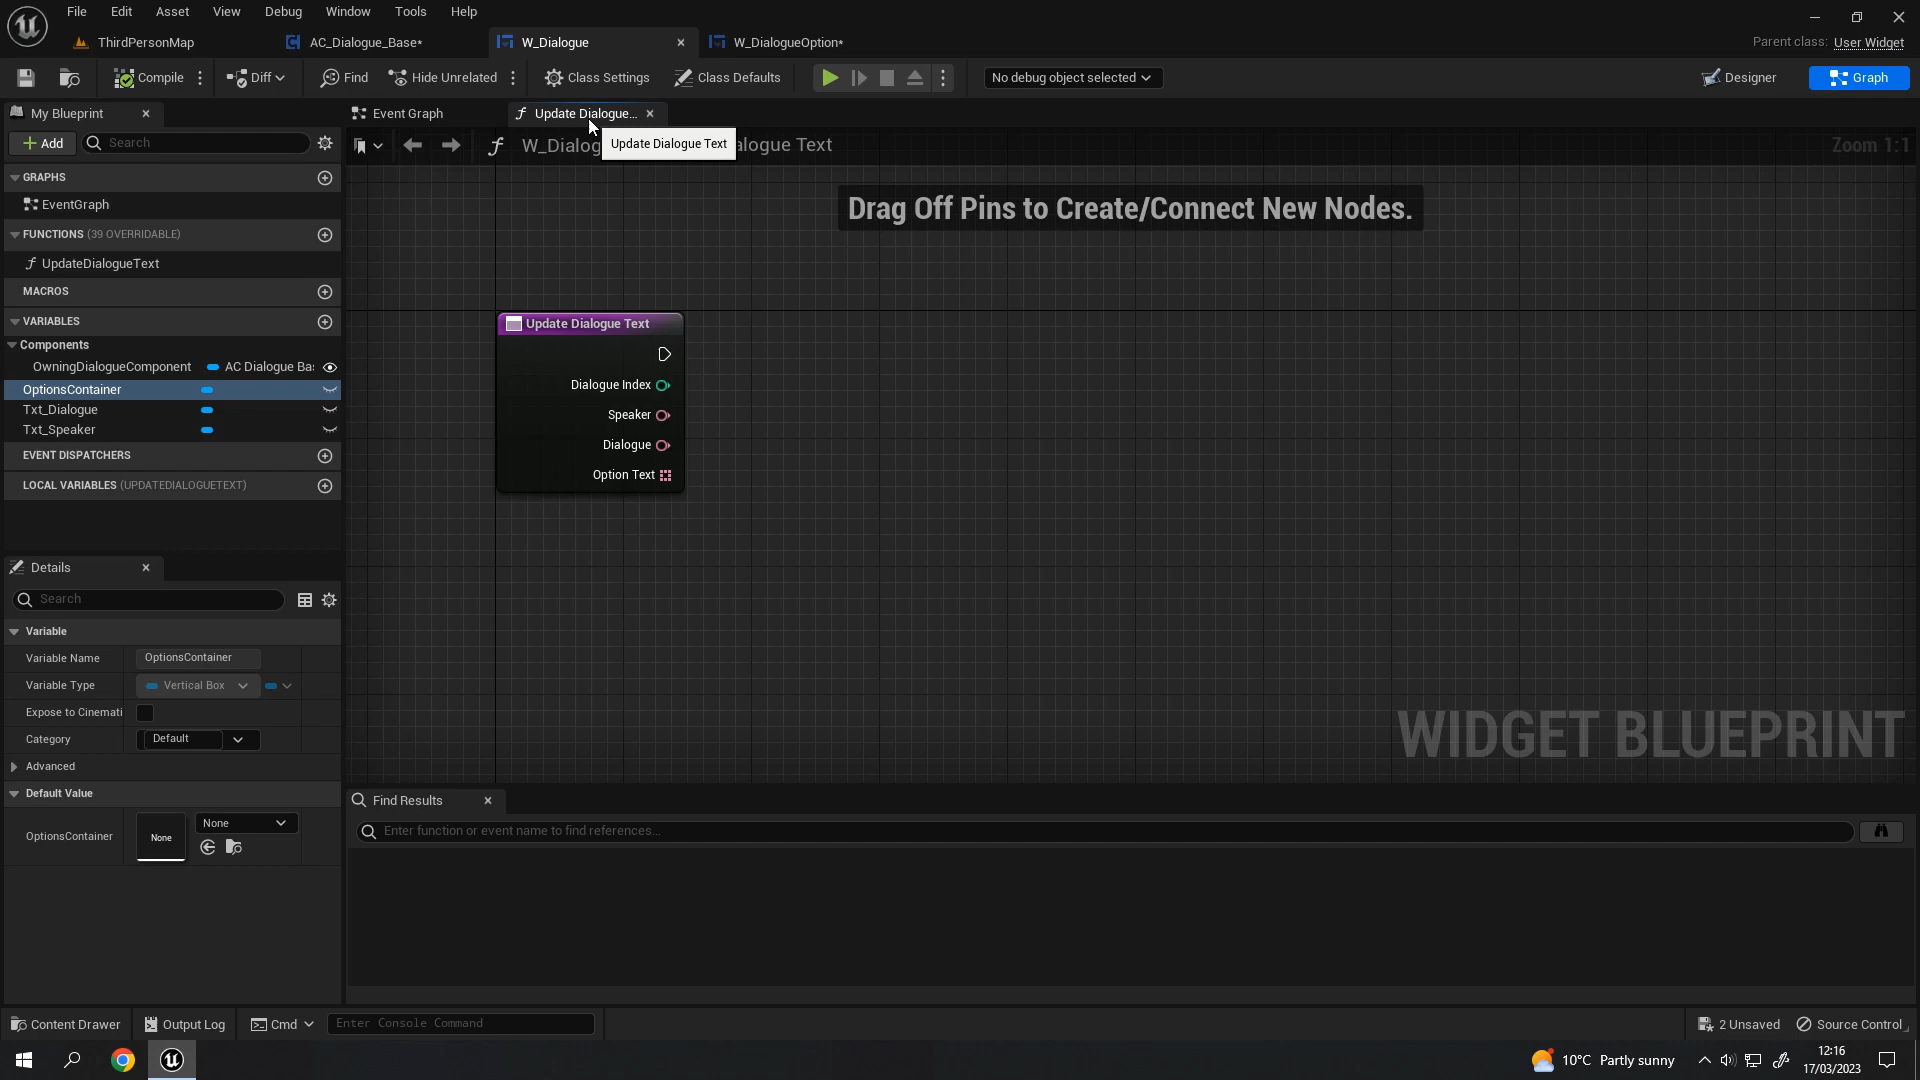 File Edit Asset View Debug Window Tools Help
ThirdPersonMap AC_Dialogue_Base* W_Dialogue W_DialogueOption* Parent class: User Widget
Compile Diff Find Hide Unrelated Class Settings Class Defaults No debug object selected Designer Graph
My Blueprint Event Graph Update Dialogue...
Add Search W_Dialog alogue Text Zoom 1:1
Update Dialogue Text
GRAPHS
EventGraph
FUNCTIONS (39 OVERRIDABLE)
UpdateDialogueText
MACROS
VARIABLES
Components
OwningDialogueComponent AC Dialogue Ba
OptionsContainer
Txt_Dialogue
Txt_Speaker
EVENT DISPATCHERS
LOCAL VARIABLES (UPDATEDIALOGUETEXT)
Drag Off Pins to Create/Connect New Nodes.
Update Dialogue Text
Dialogue Index
Speaker
Dialogue
Option Text
Details
Search
Variable
Variable Name OptionsContainer
Variable Type Vertical Box
Expose to Cinemati
Category Default
Advanced
Default Value
OptionsContainer None None
WIDGET BLUEPRINT
Find Results
Enter function or event name to find references...
Content Drawer Output Log Cmd Enter Console Command 2 Unsaved Source Control
10°C Partly sunny 12:16
17/03/2023